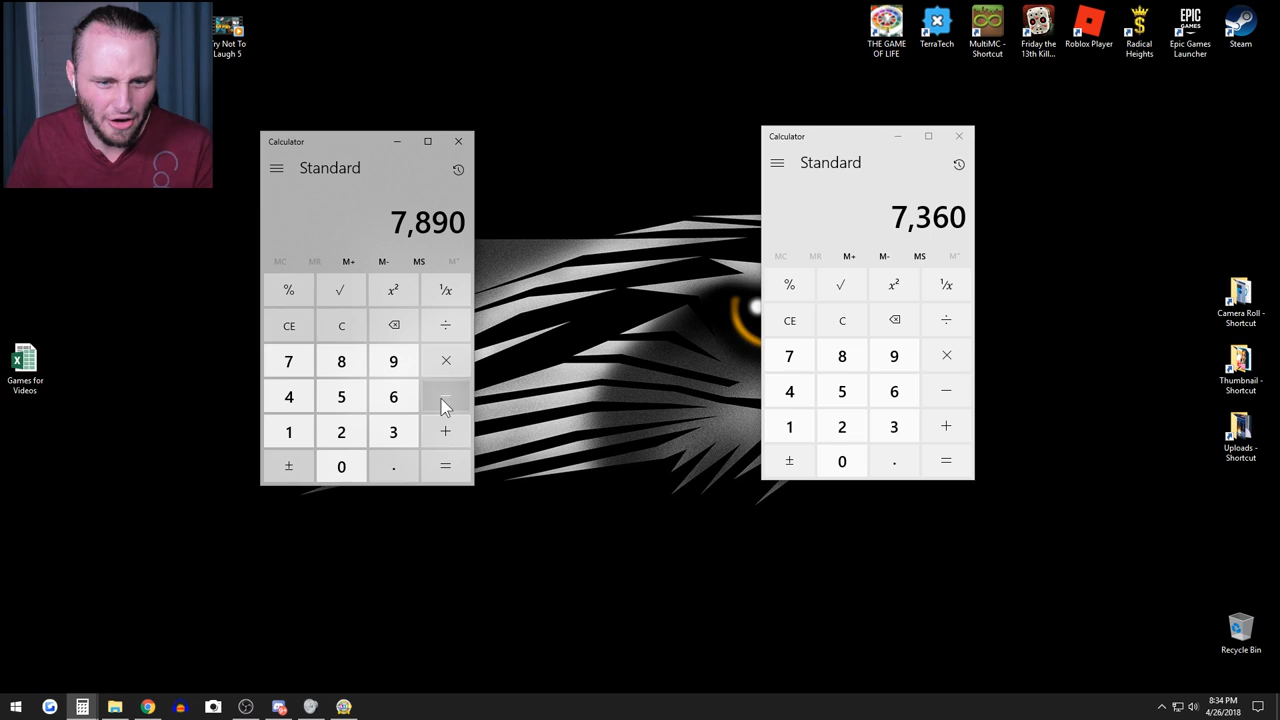 ry Not To
Laugh 5
THE GAME
OF LIFE
TerraTech
MultiMC -
Shortcut
Friday the
13th Kill...
Roblox Player
Radical
Heights
EPIC
GAMES
Epic Games
Launcher
Steam
Games for
Videos
Calculator
Standard
7,890
MC MR M+ M- MS M˅
% √ x² ¹/x
CE C ⌫ ÷
7 8 9 ×
4 5 6 −
1 2 3 +
± 0 . =
Calculator
Standard
7,360
MC MR M+ M- MS M˅
% √ x² ¹/x
CE C ⌫ ÷
7 8 9 ×
4 5 6 −
1 2 3 +
± 0 . =
Camera Roll -
Shortcut
Thumbnail -
Shortcut
Uploads -
Shortcut
Recycle Bin
8:34 PM
4/26/2018